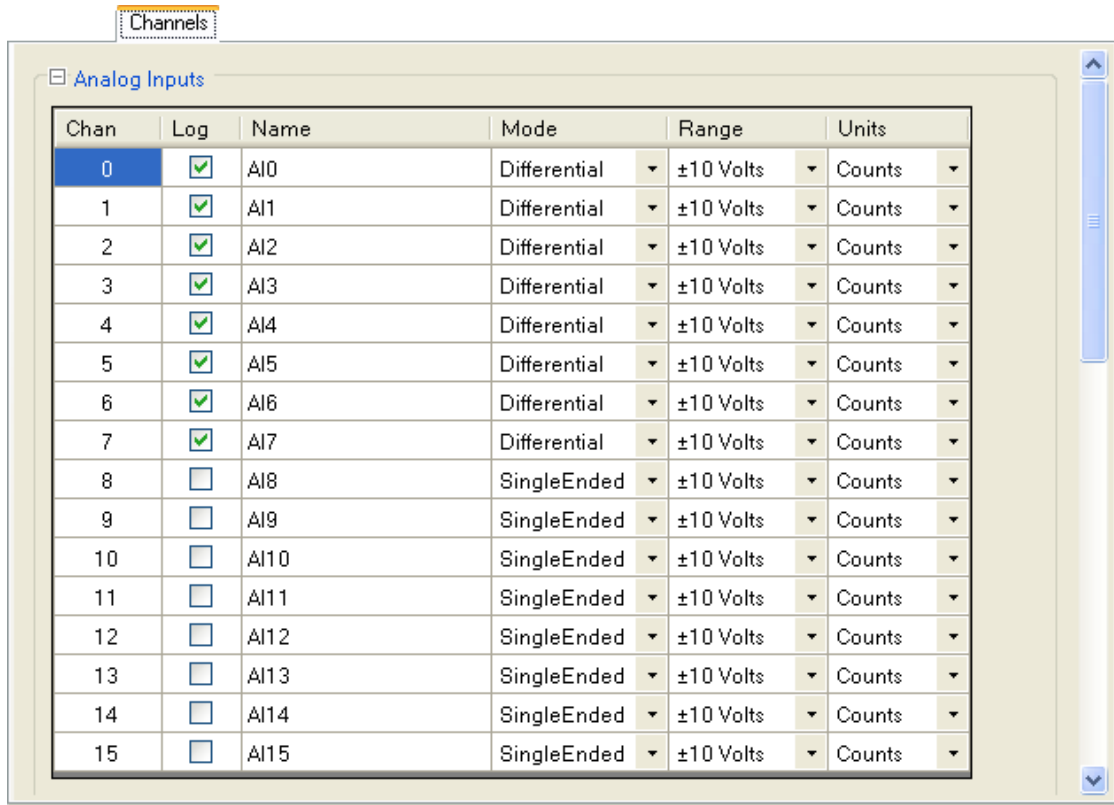 Channels
Analog Inputs
Chan Log Name Mode Range Units
0 AI0 Differential ±10 Volts Counts
1 AI1 Differential ±10 Volts Counts
2 AI2 Differential ±10 Volts Counts
3 AI3 Differential ±10 Volts Counts
4 AI4 Differential ±10 Volts Counts
5 AI5 Differential ±10 Volts Counts
6 AI6 Differential ±10 Volts Counts
7 AI7 Differential ±10 Volts Counts
8 AI8 SingleEnded ±10 Volts Counts
9 AI9 SingleEnded ±10 Volts Counts
10 AI10 SingleEnded ±10 Volts Counts
11 AI11 SingleEnded ±10 Volts Counts
12 AI12 SingleEnded ±10 Volts Counts
13 AI13 SingleEnded ±10 Volts Counts
14 AI14 SingleEnded ±10 Volts Counts
15 AI15 SingleEnded ±10 Volts Counts